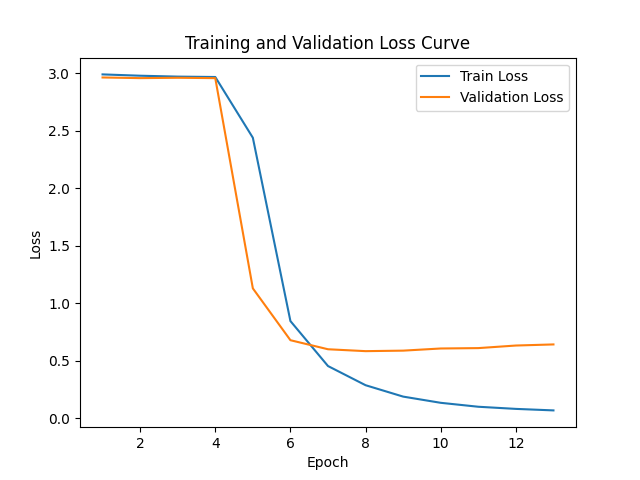 Training and Validation Loss Curve
Train Loss
Validation Loss
3.0
2.5
2.0
1.5
1.0
0.5
0.0
Loss
2 4 6 8 10 12
Epoch